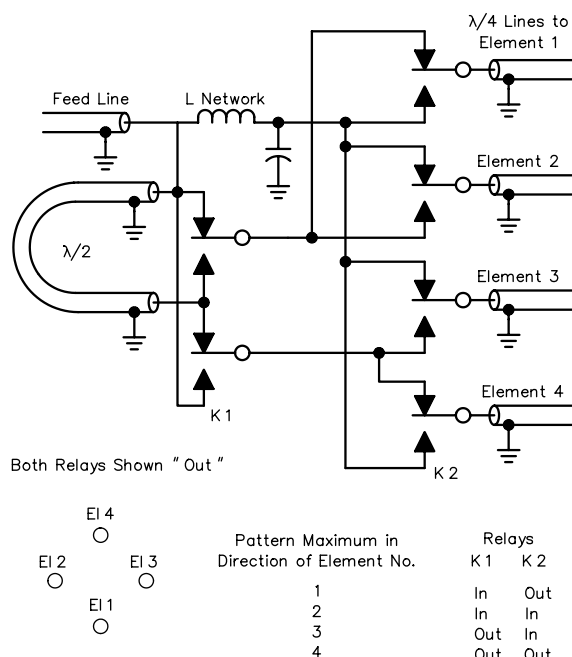 λ/4 Lines to
Element 1
Feed Line
L Network
Element 2
λ/2
Element 3
Element 4
K1
K2
Both Relays Shown "Out"
El 4
El 2 El 3
El 1
Pattern Maximum in
Direction of Element No.
Relays
K1 K2
1 In Out
2 In In
3 Out In
4 Out Out